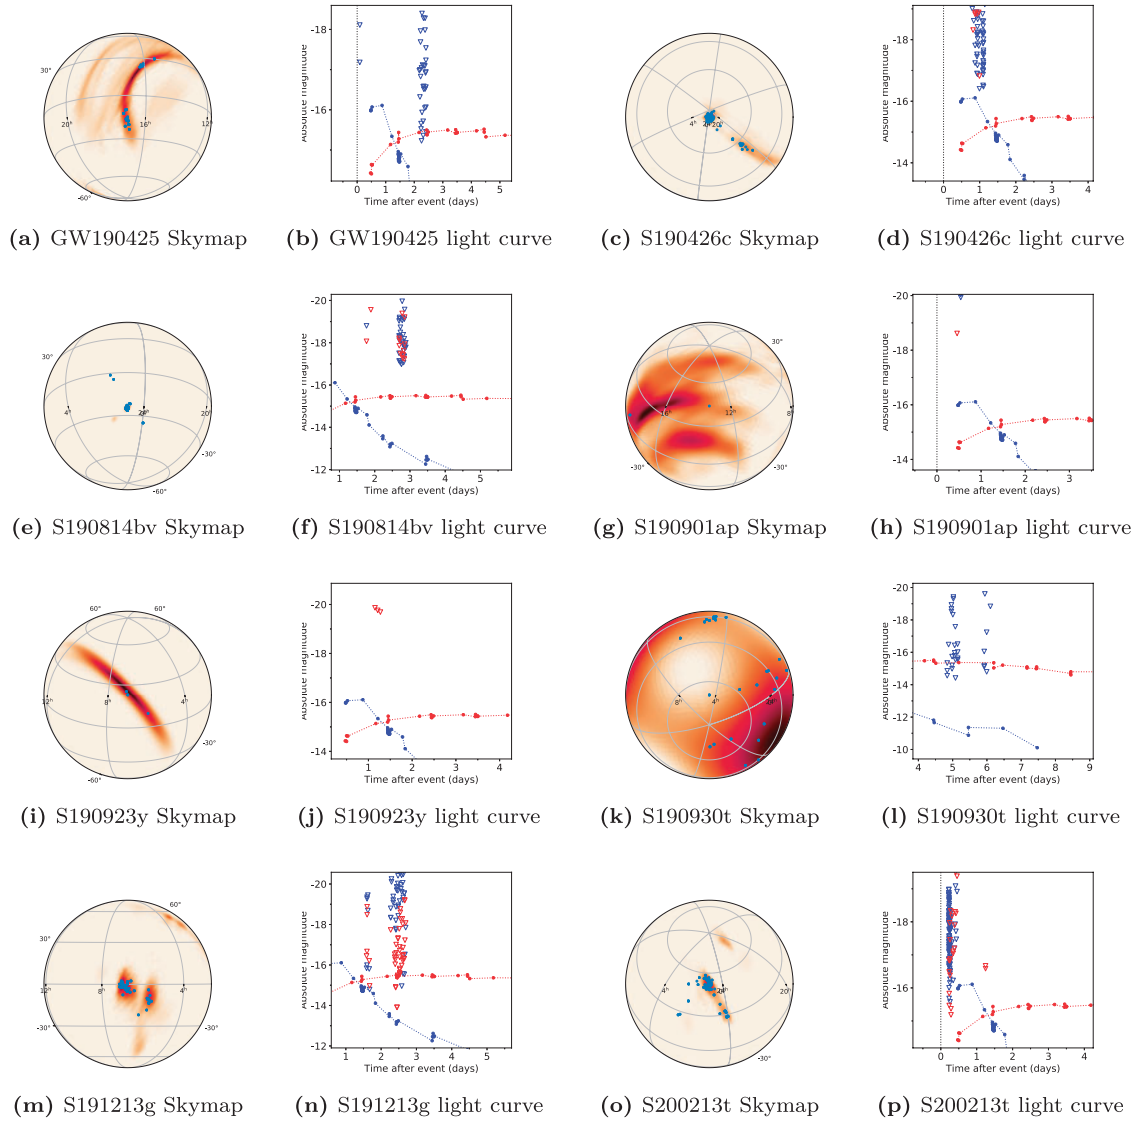 30°
20h
16h
12h
-60°
(a) GW190425 Skymap
Absolute magnitude
-18
-16
0 1 2 3 4 5
Time after event (days)
(b) GW190425 light curve
4h
20h
(c) S190426c Skymap
Absolute magnitude
-18
-16
-14
0 1 2 3 4
Time after event (days)
(d) S190426c light curve
30°
4h
20h
-30°
-60°
(e) S190814bv Skymap
Absolute magnitude
-20
-18
-16
-14
-12
1 2 3 4 5
Time after event (days)
(f) S190814bv light curve
30°
16h
12h
8h
-30°
-30°
(g) S190901ap Skymap
Absolute magnitude
-20
-18
-16
-14
0 1 2 3
Time after event (days)
(h) S190901ap light curve
60°
60°
12h
8h
4h
-30°
-60°
(i) S100923y Skymap
Absolute magnitude
-20
-18
-16
-14
1 2 3 4
Time after event (days)
(j) S190923y light curve
8h
4h
(k) S190930t Skymap
Absolute magnitude
-20
-18
-16
-14
-12
-10
4 5 6 7 8 9
Time after event (days)
(l) S190930t light curve
60°
30°
12h
8h
-30°
(m) S191213g Skymap
Absolute magnitude
-20
-18
-16
-14
-12
1 2 3 4 5
Time after event (days)
(n) S191213g light curve
4h
20h
-30°
(o) S200213t Skymap
Absolute magnitude
-18
-16
0 1 2 3 4
Time after event (days)
(p) S200213t light curve